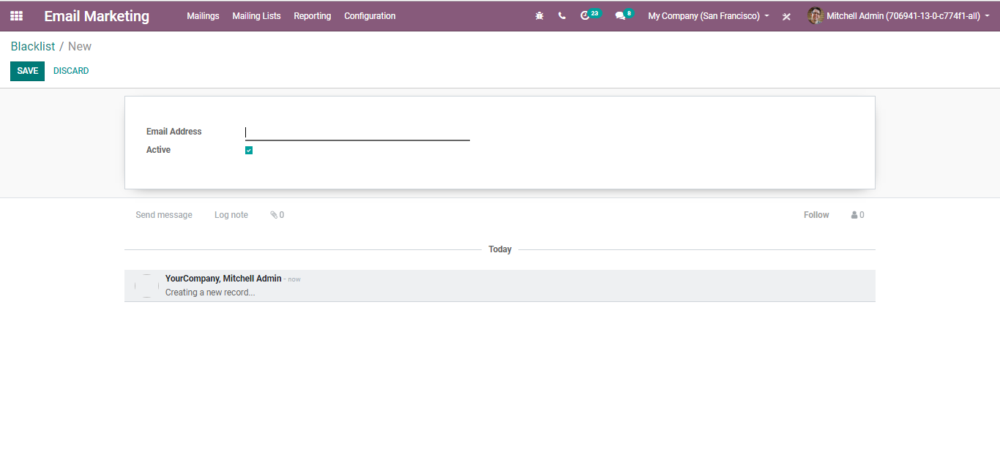 Email Marketing Mailings Mailing Lists Reporting Configuration 23 8 My Company (San Francisco) Mitchell Admin (706941-13-0-c774f1-all)
Blacklist / New
SAVE DISCARD
Email Address
Active
Send message Log note 0 Follow 0
Today
YourCompany, Mitchell Admin - now
Creating a new record...